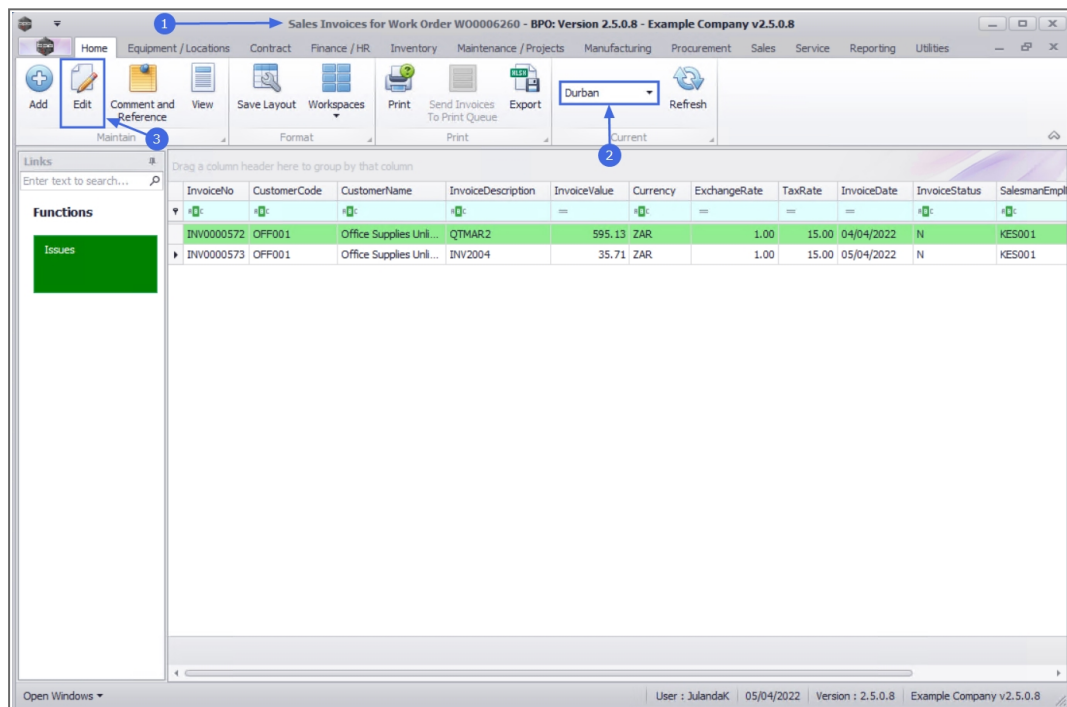 1
Sales Invoices for Work Order WO0006260 - BPO: Version 2.5.0.8 - Example Company v2.5.0.8
Home Equipment / Locations Contract Finance / HR Inventory Maintenance / Projects Manufacturing Procurement Sales Service Reporting Utilities
Add Edit Comment and Reference View Save Layout Workspaces Print Send Invoices To Print Queue Export Durban Refresh
Maintain 3 Format Print Current
2
Links
Drag a column header here to group by that column
Enter text to search...
InvoiceNo CustomerCode CustomerName InvoiceDescription InvoiceValue Currency ExchangeRate TaxRate InvoiceDate InvoiceStatus SalesmanEmpl
Functions
INV0000572 OFF001 Office Supplies Unli... QTMAR2 595.13 ZAR 1.00 15.00 04/04/2022 N KES001
Issues
INV0000573 OFF001 Office Supplies Unli... INV2004 35.71 ZAR 1.00 15.00 05/04/2022 N KES001
Open Windows User : JulandaK 05/04/2022 Version : 2.5.0.8 Example Company v2.5.0.8